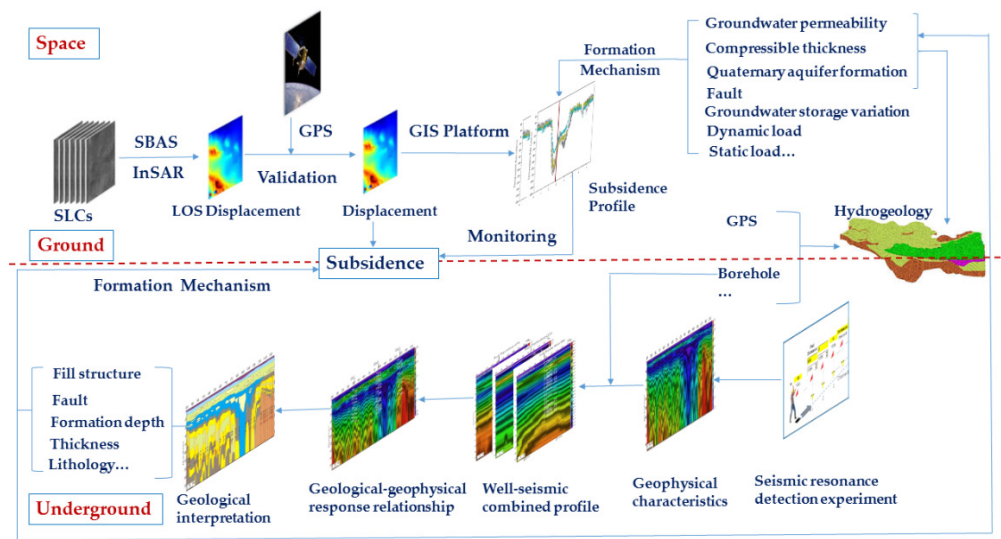 Space
SLCs
SBAS
InSAR
LOS Displacement
GPS
Validation
Displacement
GIS Platform
Formation
Mechanism
Subsidence
Profile
Groundwater permeability
Compressible thickness
Quaternary aquifer formation
Fault
Groundwater storage variation
Dynamic load
Static load...
Ground
Monitoring
Subsidence
GPS
Hydrogeology
Borehole
...
Formation Mechanism
Fill structure
Fault
Formation depth
Thickness
Lithology...
Underground
Geological
interpretation
Geological-geophysical
response relationship
Well-seismic
combined profile
Geophysical
characteristics
Seismic resonance
detection experiment